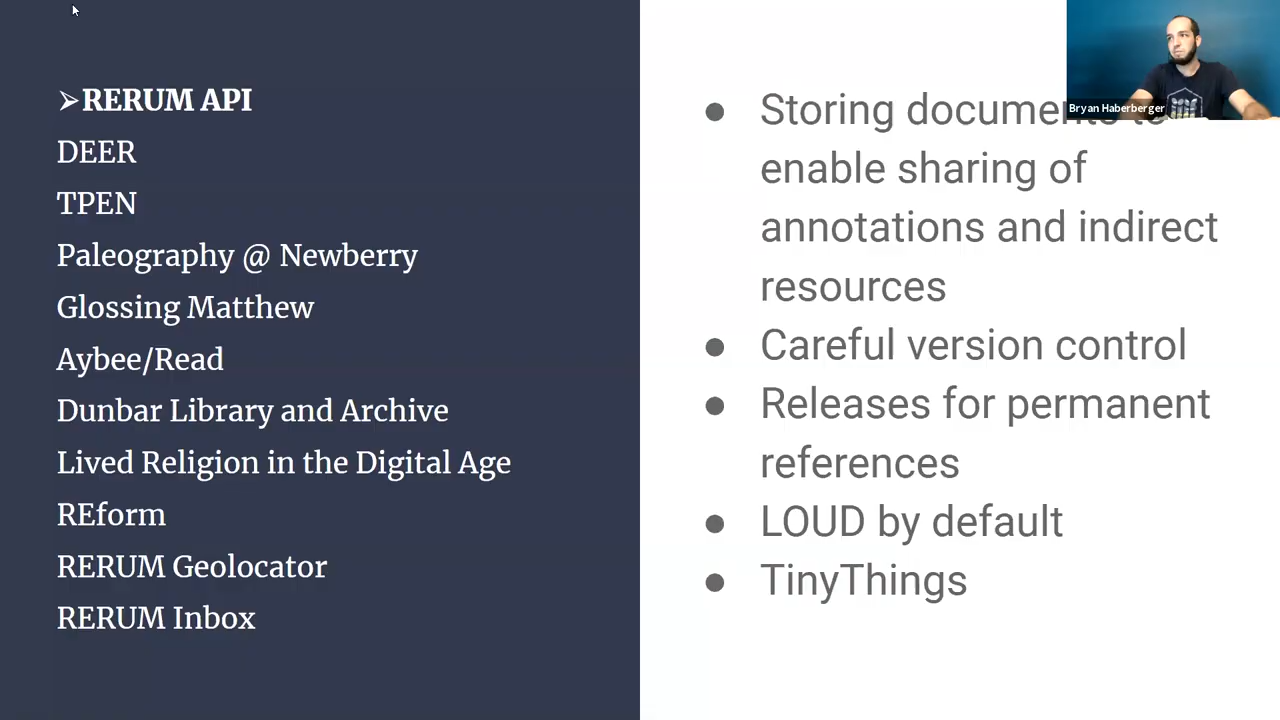 ➢RERUM API
DEER
TPEN
Paleography @ Newberry
Glossing Matthew
Aybee/Read
Dunbar Library and Archive
Lived Religion in the Digital Age
REform
RERUM Geolocator
RERUM Inbox
● Storing documents to
enable sharing of
annotations and indirect
resources
● Careful version control
● Releases for permanent
references
● LOUD by default
● TinyThings
Bryan Haberberger